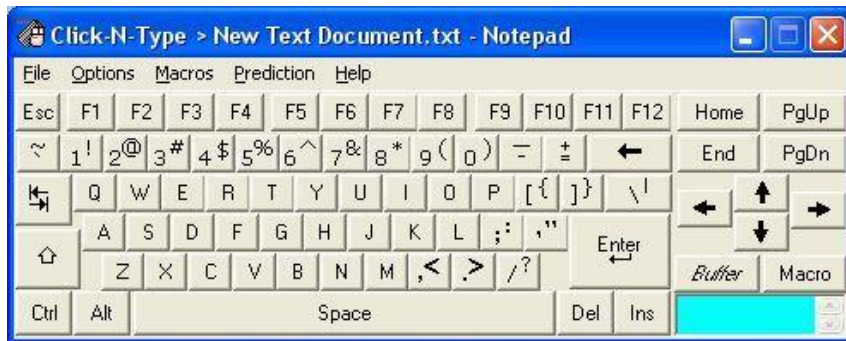 Click-N-Type > New Text Document.txt - Notepad
File Options Macros Prediction Help
Esc F1 F2 F3 F4 F5 F6 F7 F8 F9 F10 F11 F12 Home PgUp
~ 1! 2@ 3# 4$ 5% 6^ 7& 8* 9( 0) - ± ← End PgDn
Q W E R T Y U I O P [{ ]} \|
A S D F G H J K L ;: '" Enter
Z X C V B N M ,< .> /? Buffer Macro
Ctrl Alt Space Del Ins